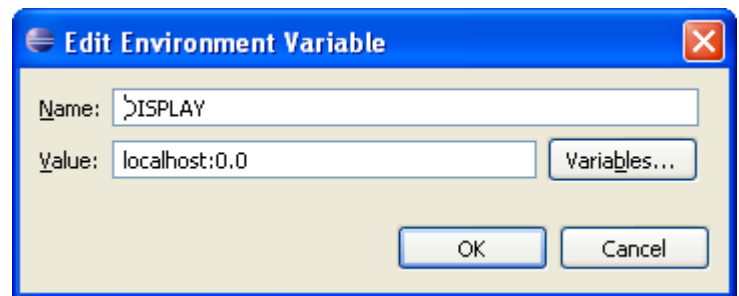 Edit Environment Variable
Name: DISPLAY
Value: localhost:0.0 Variables...
OK Cancel